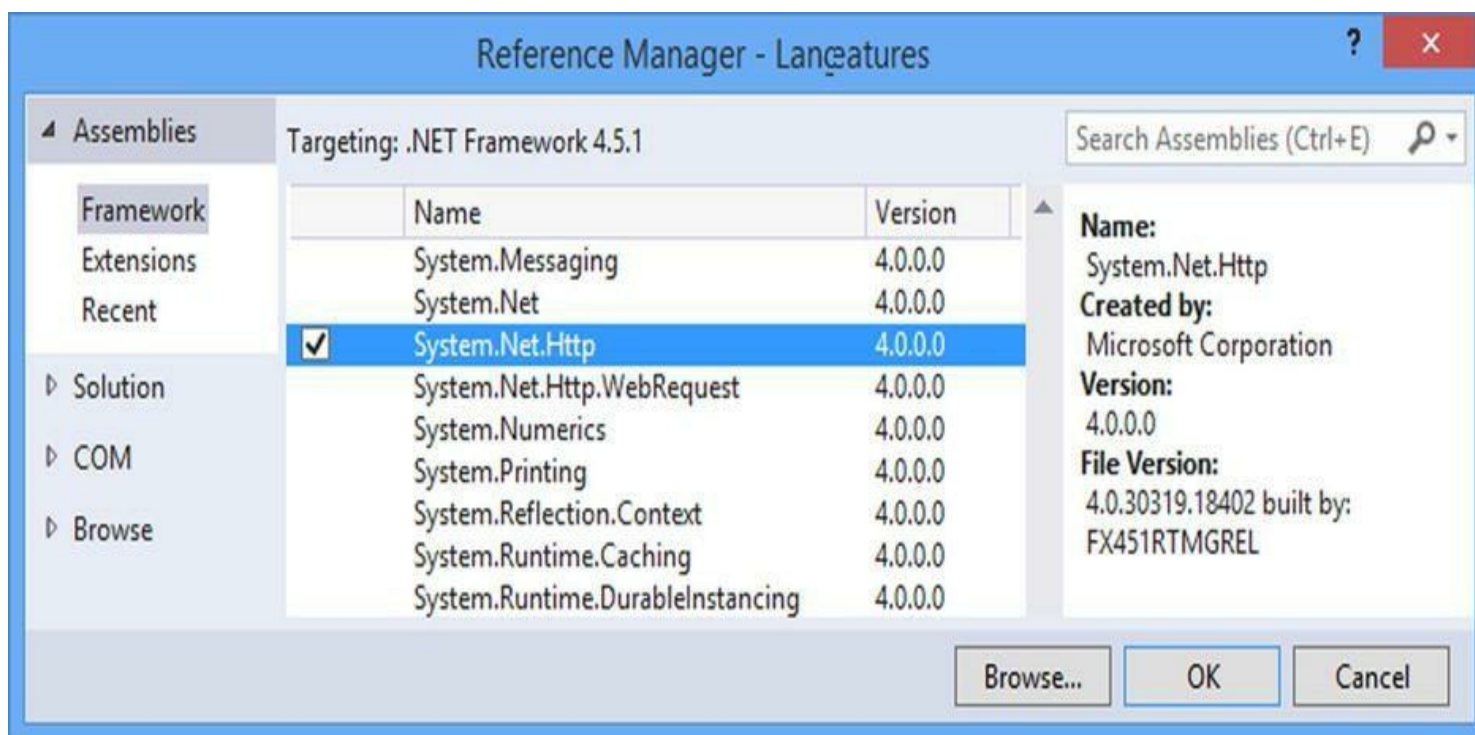 Reference Manager - Langeatures
? ×
Assemblies
Framework
Extensions
Recent
Solution
COM
Browse
Targeting: .NET Framework 4.5.1
Name Version
System.Messaging 4.0.0.0
System.Net 4.0.0.0
System.Net.Http 4.0.0.0
System.Net.Http.WebRequest 4.0.0.0
System.Numerics 4.0.0.0
System.Printing 4.0.0.0
System.Reflection.Context 4.0.0.0
System.Runtime.Caching 4.0.0.0
System.Runtime.DurableInstancing 4.0.0.0
Search Assemblies (Ctrl+E)
Name:
System.Net.Http
Created by:
Microsoft Corporation
Version:
4.0.0.0
File Version:
4.0.30319.18402 built by:
FX451RTMGREL
Browse... OK Cancel